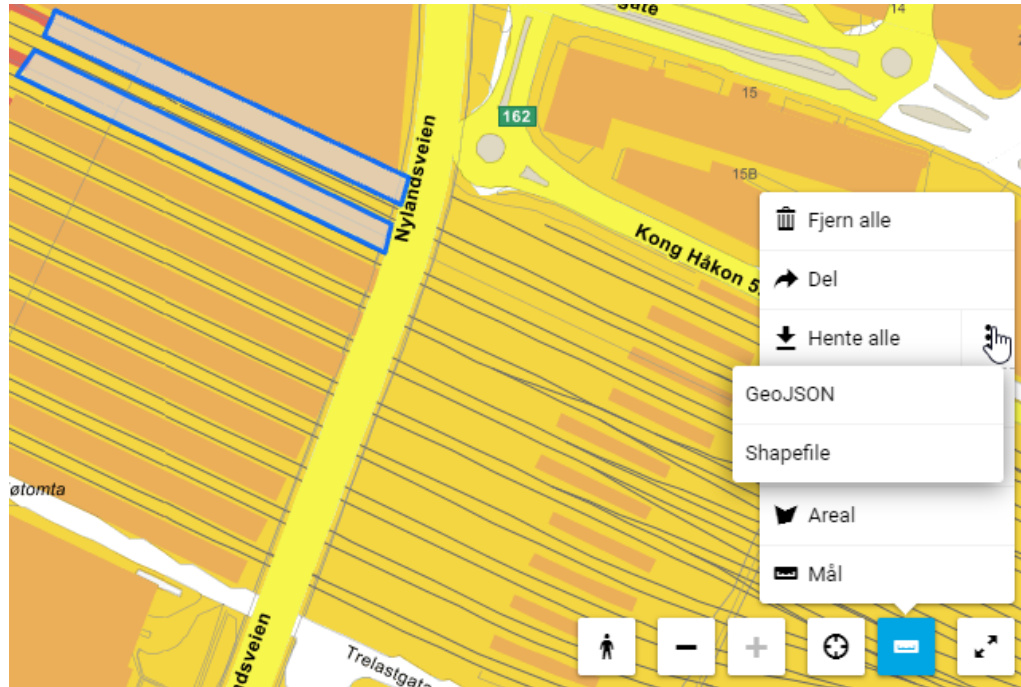 gate
14
15
162
15B
Nylandsveien
Kong Håkon 5.
Fjern alle
Del
Hente alle
GeoJSON
Shapefile
Areal
Mål
øtomta
dsveien
Trelastgata